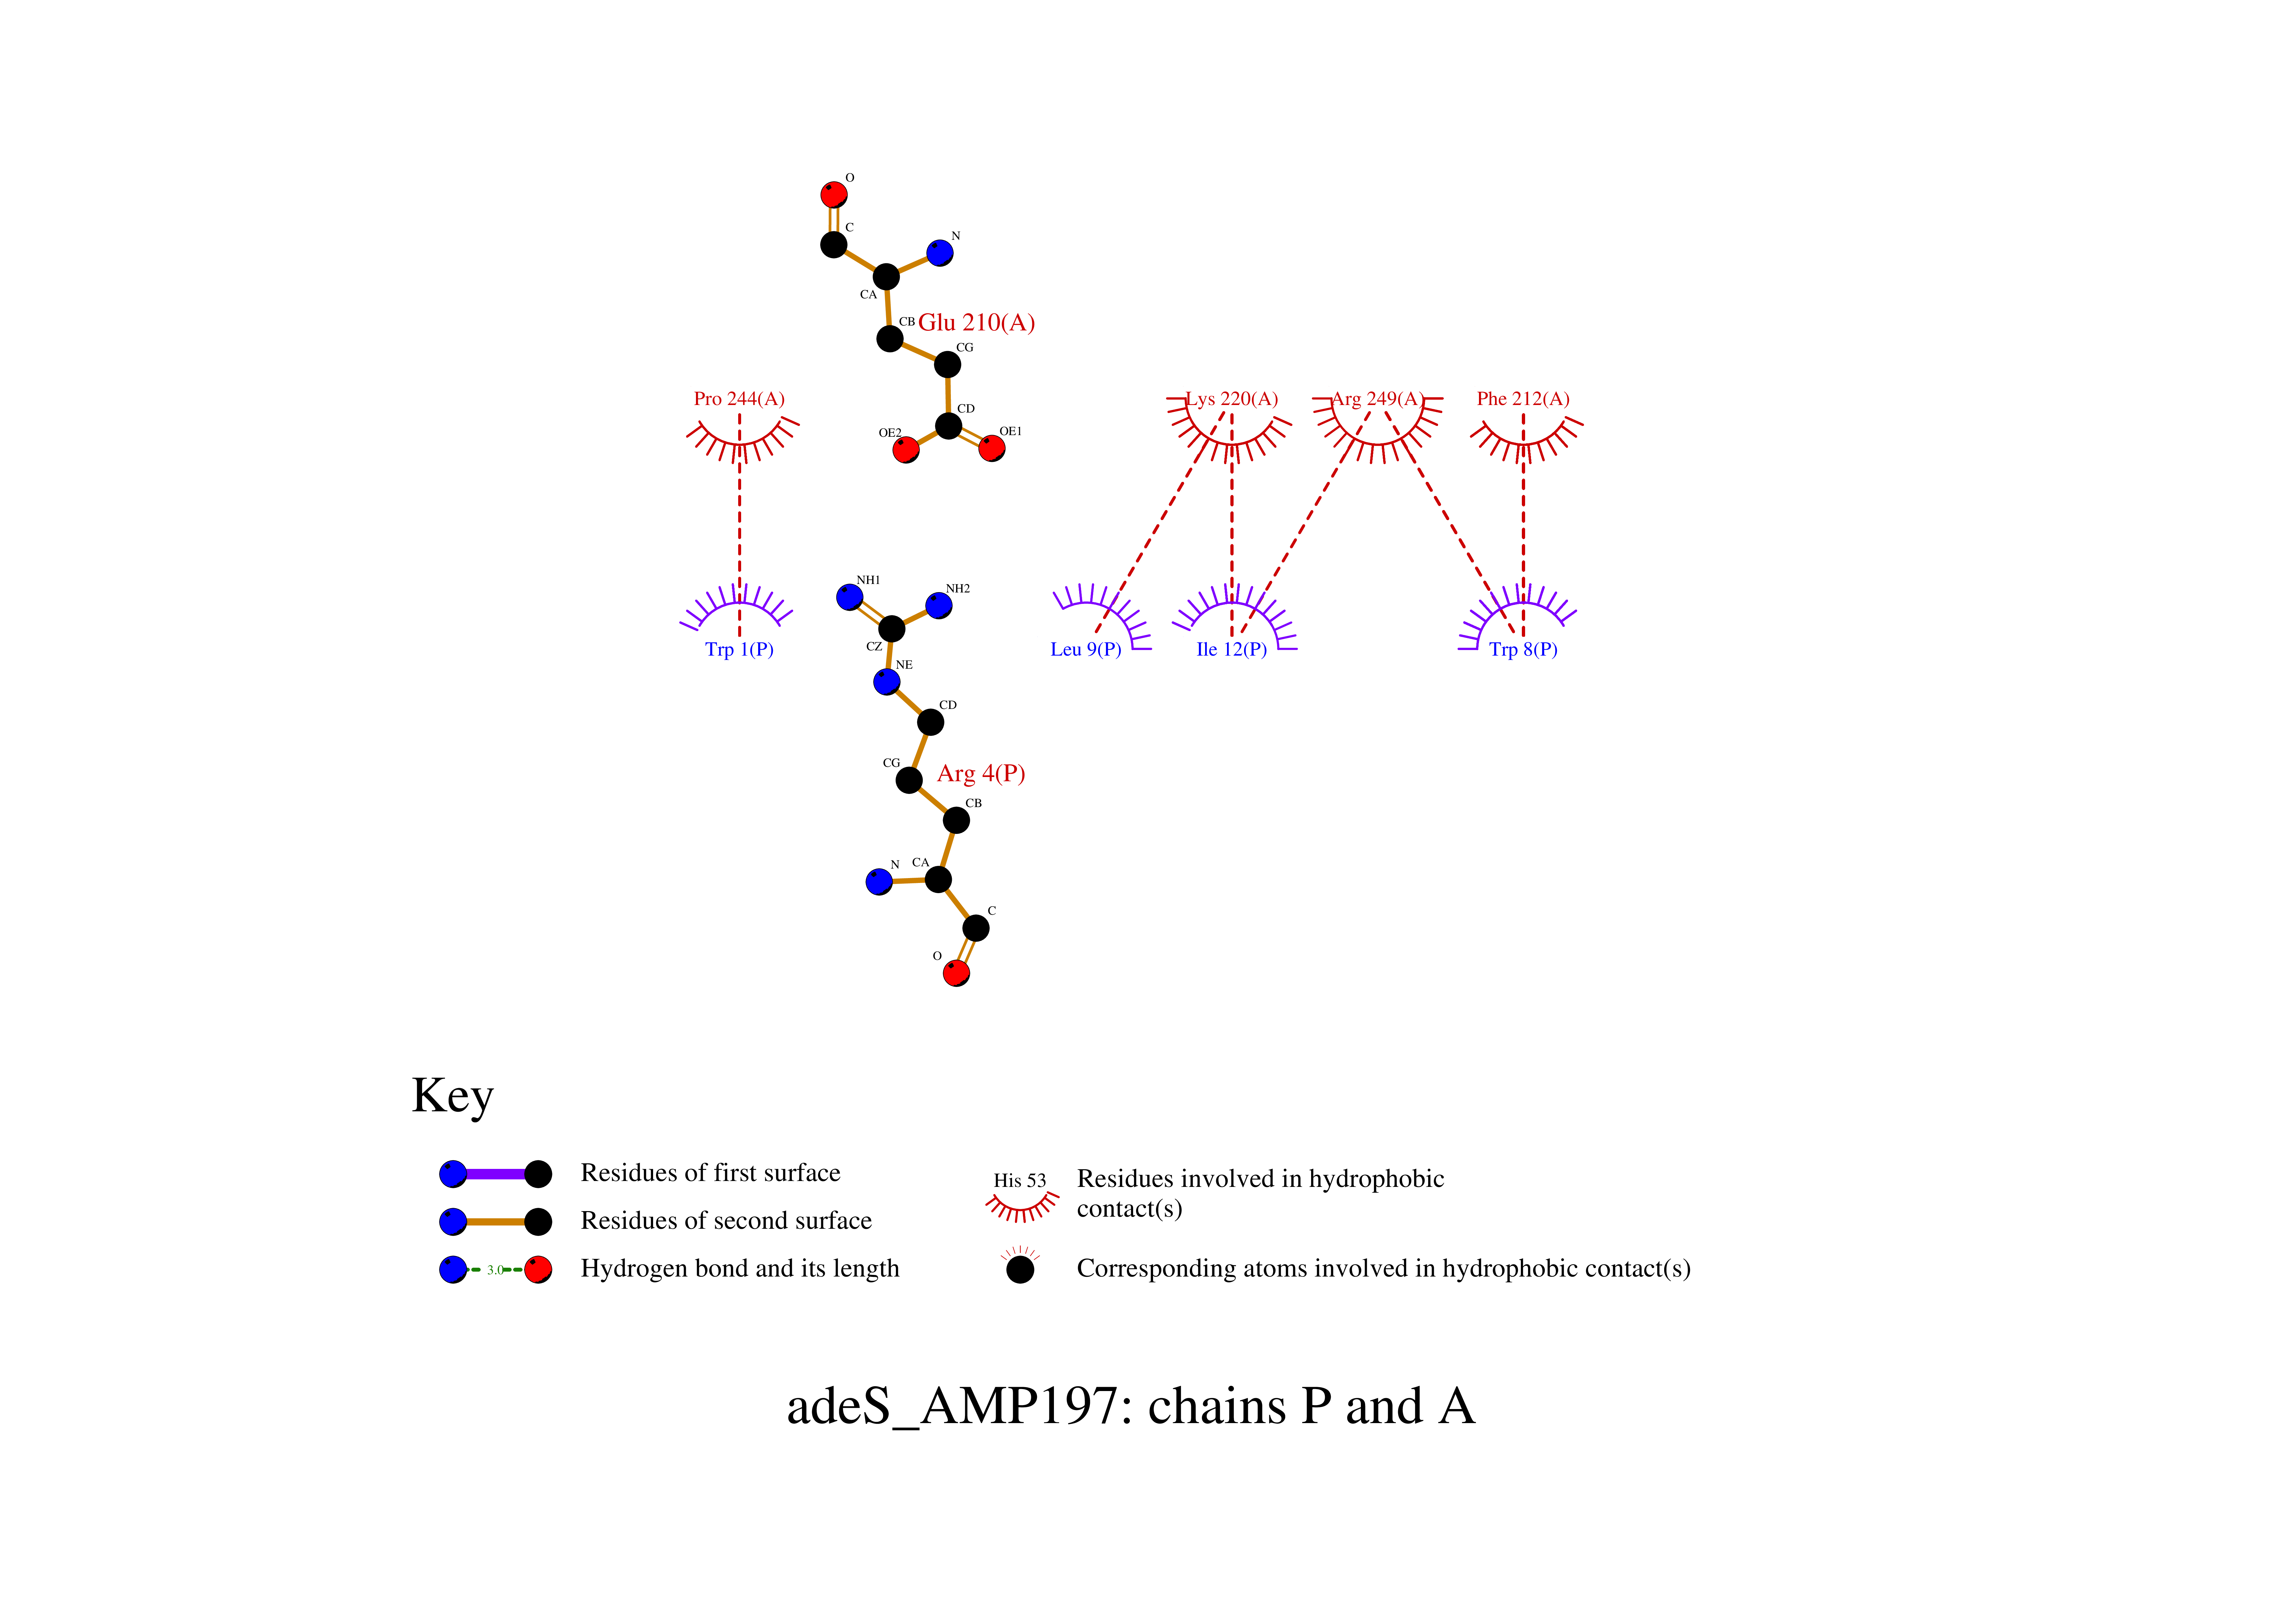 O
C
N
CA
CB
Glu 210(A)
CG
CD
OE2
OE1
Pro 244(A)
Lys 220(A)
Arg 249(A)
Phe 212(A)
NH1
NH2
CZ
NE
Trp 1(P)
Leu 9(P)
Ile 12(P)
Trp 8(P)
CD
CG
Arg 4(P)
CB
N
CA
C
O
Key
Residues of first surface
Residues of second surface
3.0
Hydrogen bond and its length
His 53
Residues involved in hydrophobic
contact(s)
Corresponding atoms involved in hydrophobic contact(s)
adeS_AMP197: chains P and A